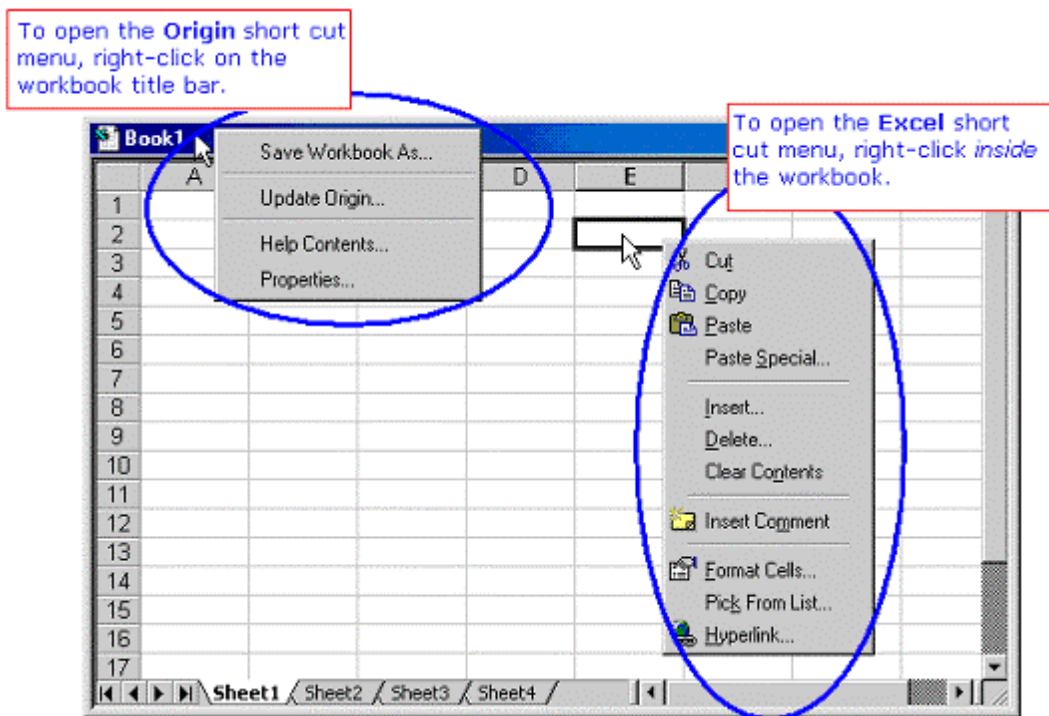 To open the Origin short cut
menu, right-click on the
workbook title bar.
To open the Excel short
cut menu, right-click inside
the workbook.
Book1
A
D
E
Save Workbook As...
Update Origin...
Help Contents...
Properties...
Cut
Copy
Paste
Paste Special...
Insert...
Delete...
Clear Contents
Insert Comment
Format Cells...
Pick From List...
Hyperlink...
1
2
3
4
5
6
7
8
9
10
11
12
13
14
15
16
17
Sheet1 Sheet2 Sheet3 Sheet4